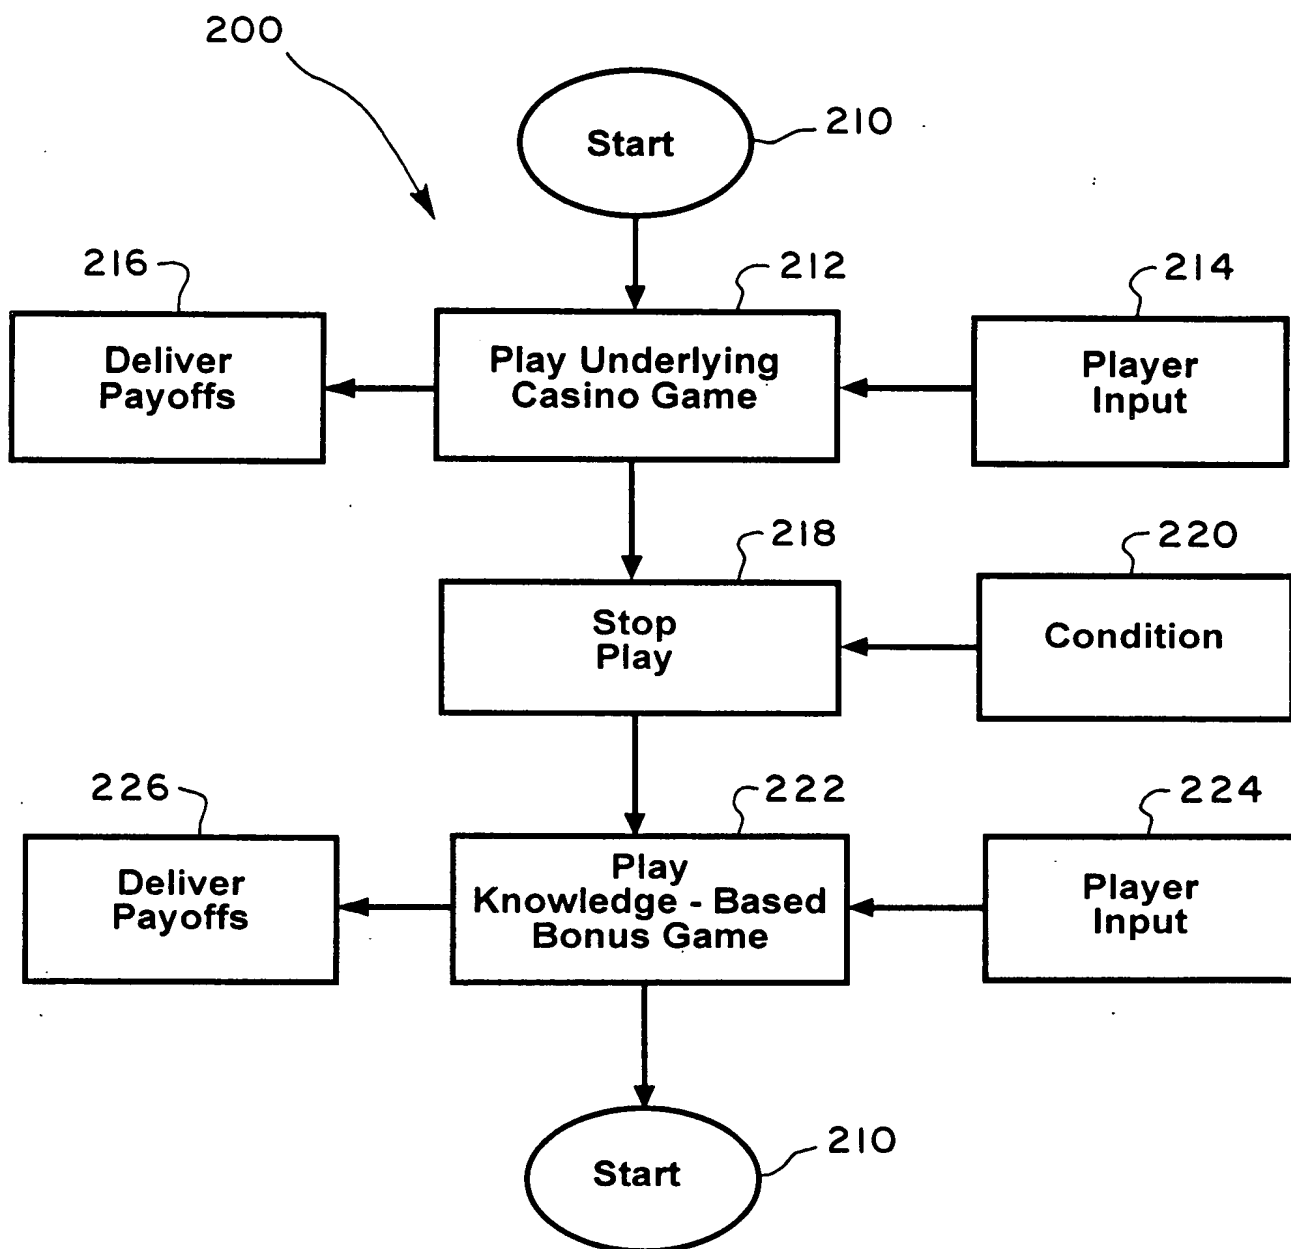 200
Start
210
216
212
214
Deliver
Payoffs
Play Underlying
Casino Game
Player
Input
218
220
Stop
Play
Condition
226
222
224
Deliver
Payoffs
Play
Knowledge - Based
Bonus Game
Player
Input
Start
210